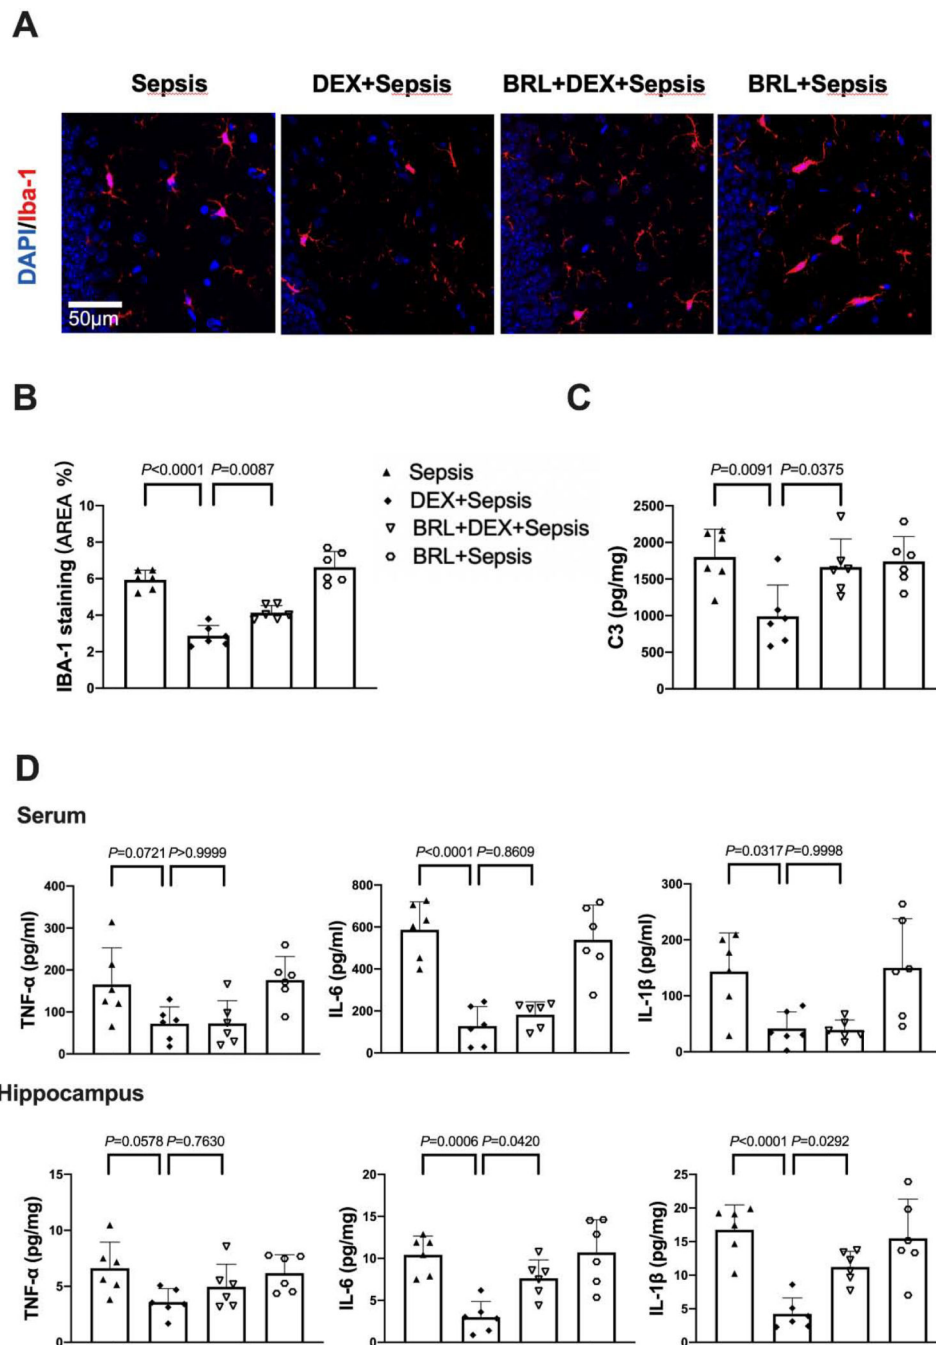 A
Sepsis
DEX+Sepsis
BRL+DEX+Sepsis
BRL+Sepsis
DAPI/Iba-1
50µm
B
C
P<0.0001 P=0.0087
IBA-1 staining (AREA %)
10
8
6
4
2
0
Sepsis
DEX+Sepsis
BRL+DEX+Sepsis
BRL+Sepsis
P=0.0091 P=0.0375
C3 (pg/mg)
2500
2000
1500
1000
500
0
D
Serum
P=0.0721 P>0.9999
TNF-α (pg/ml)
400
300
200
100
0
P<0.0001 P=0.8609
IL-6 (pg/ml)
800
600
400
200
0
P=0.0317 P=0.9998
IL-1β (pg/ml)
300
200
100
0
Hippocampus
P=0.0578 P=0.7630
TNF-α (pg/mg)
15
10
5
0
P=0.0006 P=0.0420
IL-6 (pg/mg)
20
15
10
5
0
P<0.0001 P=0.0292
IL-1β (pg/mg)
25
20
15
10
5
0